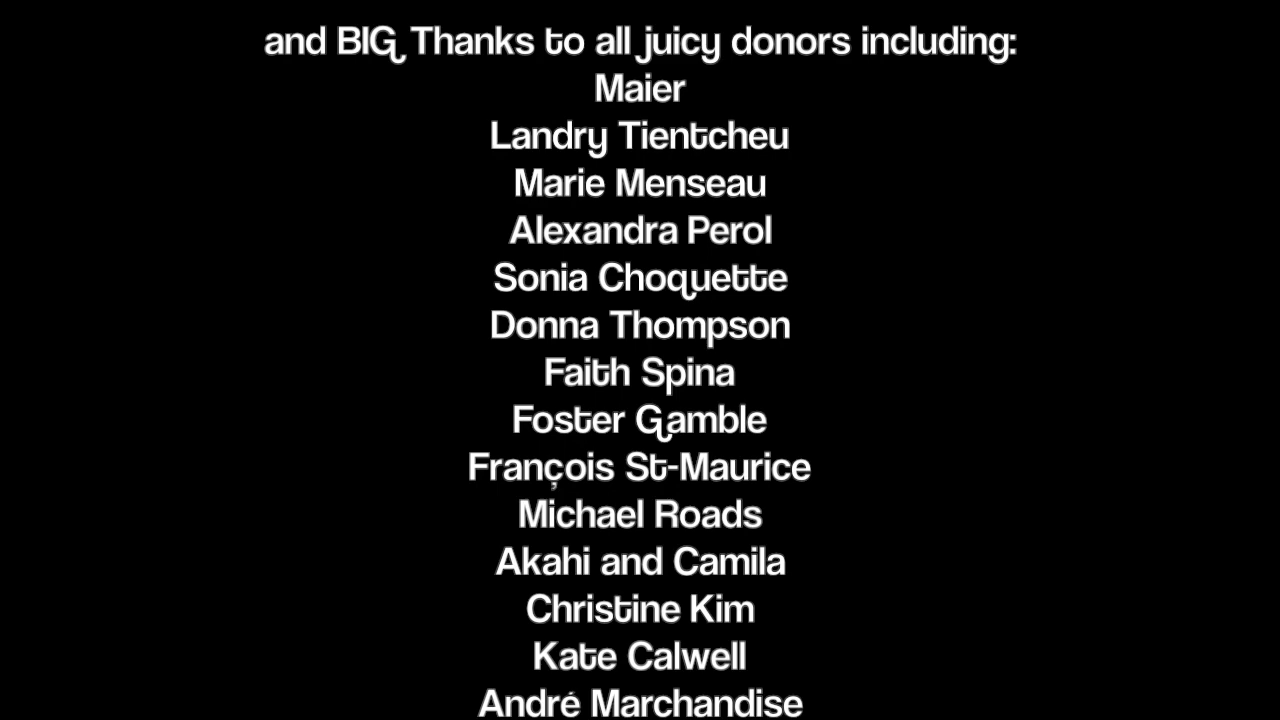 and BIG Thanks to all juicy donors including:
Maier
Landry Tientcheu
Marie Menseau
Alexandra Perol
Sonia Choquette
Donna Thompson
Faith Spina
Foster Gamble
François St-Maurice
Michael Roads
Akahi and Camila
Christine Kim
Kate Calwell
André Marchandise